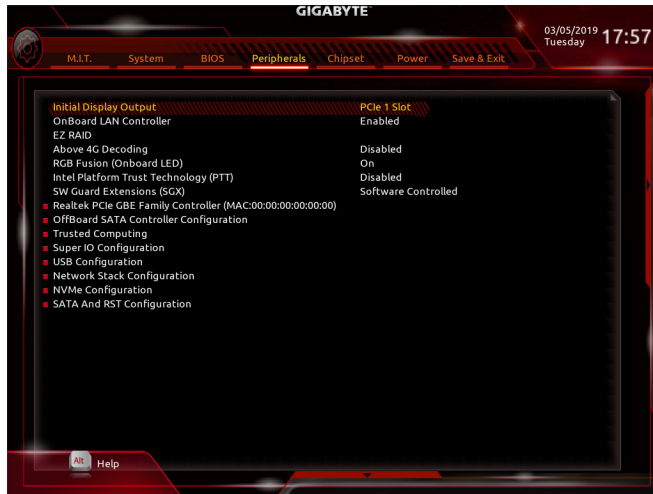 GIGABYTE
03/05/2019
Tuesday
17:57
M.I.T. System BIOS Peripherals Chipset Power Save & Exit
Initial Display Output PCIe 1 Slot
OnBoard LAN Controller Enabled
EZ RAID
Above 4G Decoding Disabled
RGB Fusion (Onboard LED) On
Intel Platform Trust Technology (PTT) Disabled
SW Guard Extensions (SGX) Software Controlled
Realtek PCIe GBE Family Controller (MAC:00:00:00:00:00:00)
OffBoard SATA Controller Configuration
Trusted Computing
Super IO Configuration
USB Configuration
Network Stack Configuration
NVMe Configuration
SATA And RST Configuration
Alt Help